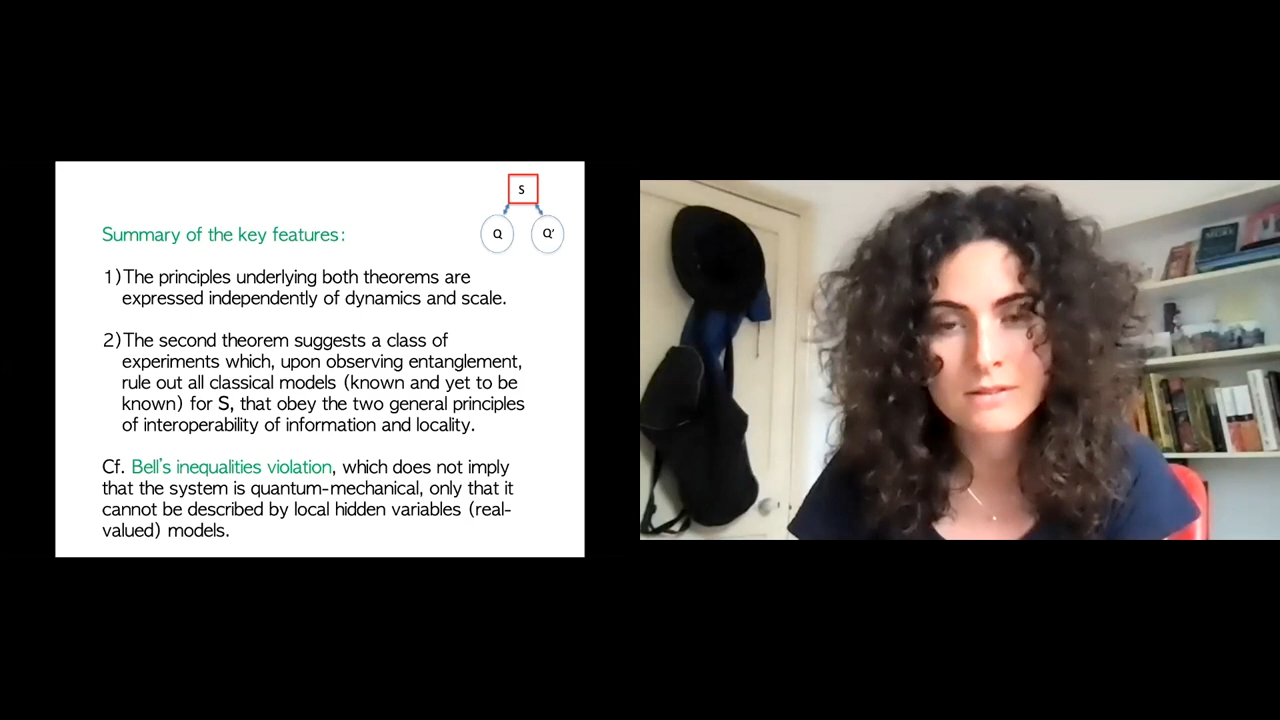 S
Q Q'
Summary of the key features:
1)The principles underlying both theorems are
expressed independently of dynamics and scale.
2)The second theorem suggests a class of
experiments which, upon observing entanglement,
rule out all classical models (known and yet to be
known) for S, that obey the two general principles
of interoperability of information and locality.
Cf. Bell's inequalities violation, which does not imply
that the system is quantum-mechanical, only that it
cannot be described by local hidden variables (real-
valued) models.